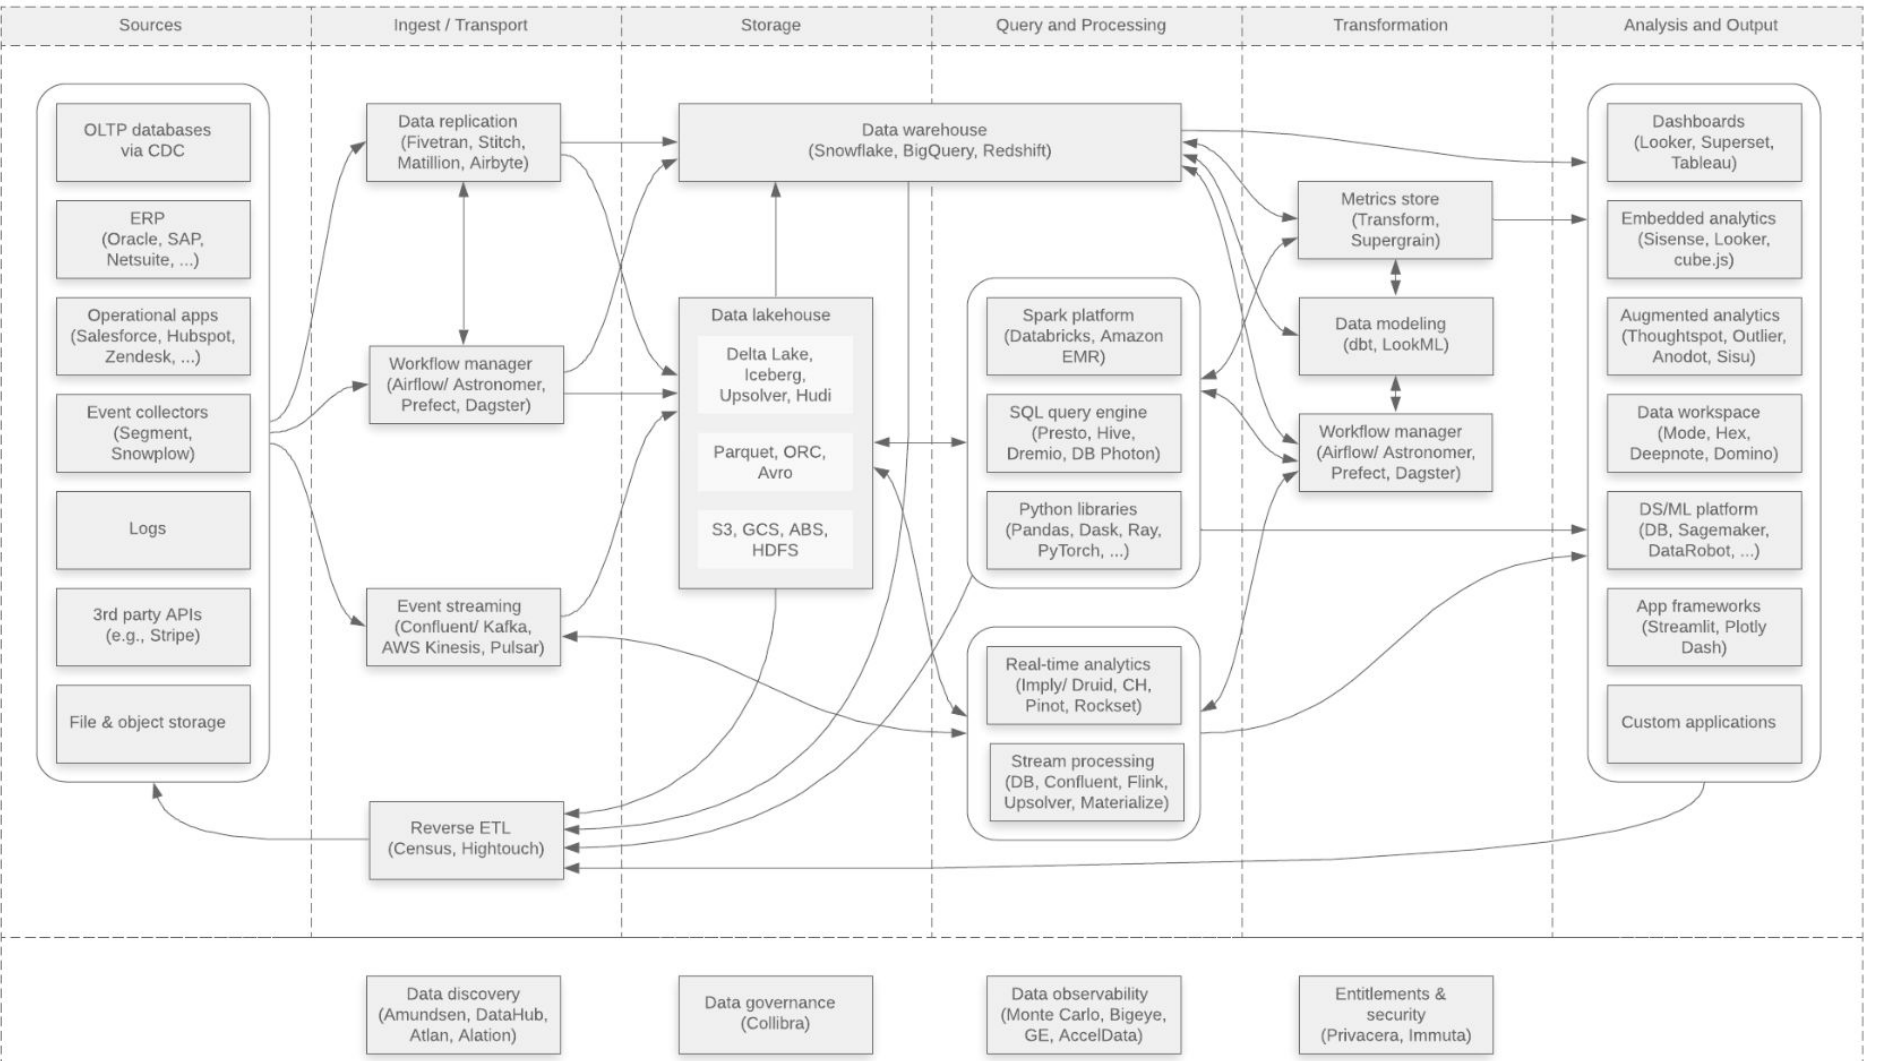 Sources
Ingest / Transport
Storage
Query and Processing
Transformation
Analysis and Output
OLTP databases
via CDC
ERP
(Oracle, SAP,
Netsuite, ...)
Operational apps
(Salesforce, Hubspot,
Zendesk, ...)
Event collectors
(Segment,
Snowplow)
Logs
3rd party APIs
(e.g., Stripe)
File & object storage
Data replication
(Fivetran, Stitch,
Matillion, Airbyte)
Workflow manager
(Airflow/ Astronomer,
Prefect, Dagster)
Event streaming
(Confluent/ Kafka,
AWS Kinesis, Pulsar)
Reverse ETL
(Census, Hightouch)
Data warehouse
(Snowflake, BigQuery, Redshift)
Data lakehouse
Delta Lake,
Iceberg,
Upsolver, Hudi
Parquet, ORC,
Avro
S3, GCS, ABS,
HDFS
Spark platform
(Databricks, Amazon
EMR)
SQL query engine
(Presto, Hive,
Dremio, DB Photon)
Python libraries
(Pandas, Dask, Ray,
PyTorch, ...)
Real-time analytics
(Imply/ Druid, CH,
Pinot, Rockset)
Stream processing
(DB, Confluent, Flink,
Upsolver, Materialize)
Metrics store
(Transform,
Supergrain)
Data modeling
(dbt, LookML)
Workflow manager
(Airflow/ Astronomer,
Prefect, Dagster)
Dashboards
(Looker, Superset,
Tableau)
Embedded analytics
(Sisense, Looker,
cube.js)
Augmented analytics
(Thoughtspot, Outlier,
Anodot, Sisu)
Data workspace
(Mode, Hex,
Deepnote, Domino)
DS/ML platform
(DB, Sagemaker,
DataRobot, ...)
App frameworks
(Streamlit, Plotly
Dash)
Custom applications
Data discovery
(Amundsen, DataHub,
Atlan, Alation)
Data governance
(Collibra)
Data observability
(Monte Carlo, Bigeye,
GE, AccelData)
Entitlements &
security
(Privacera, Immuta)